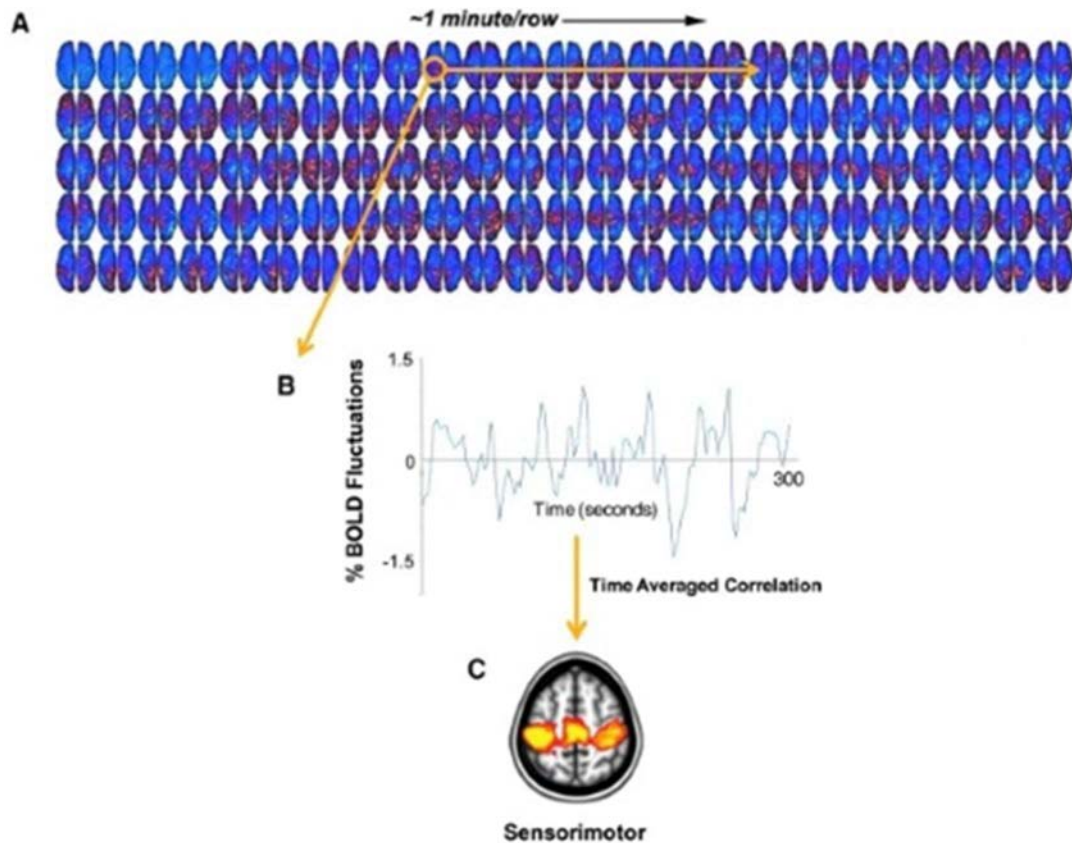 A
~1 minute/row
B
% BOLD Fluctuations
1.5
0
-1.5
300
Time (seconds)
Time Averaged Correlation
C
Sensorimotor